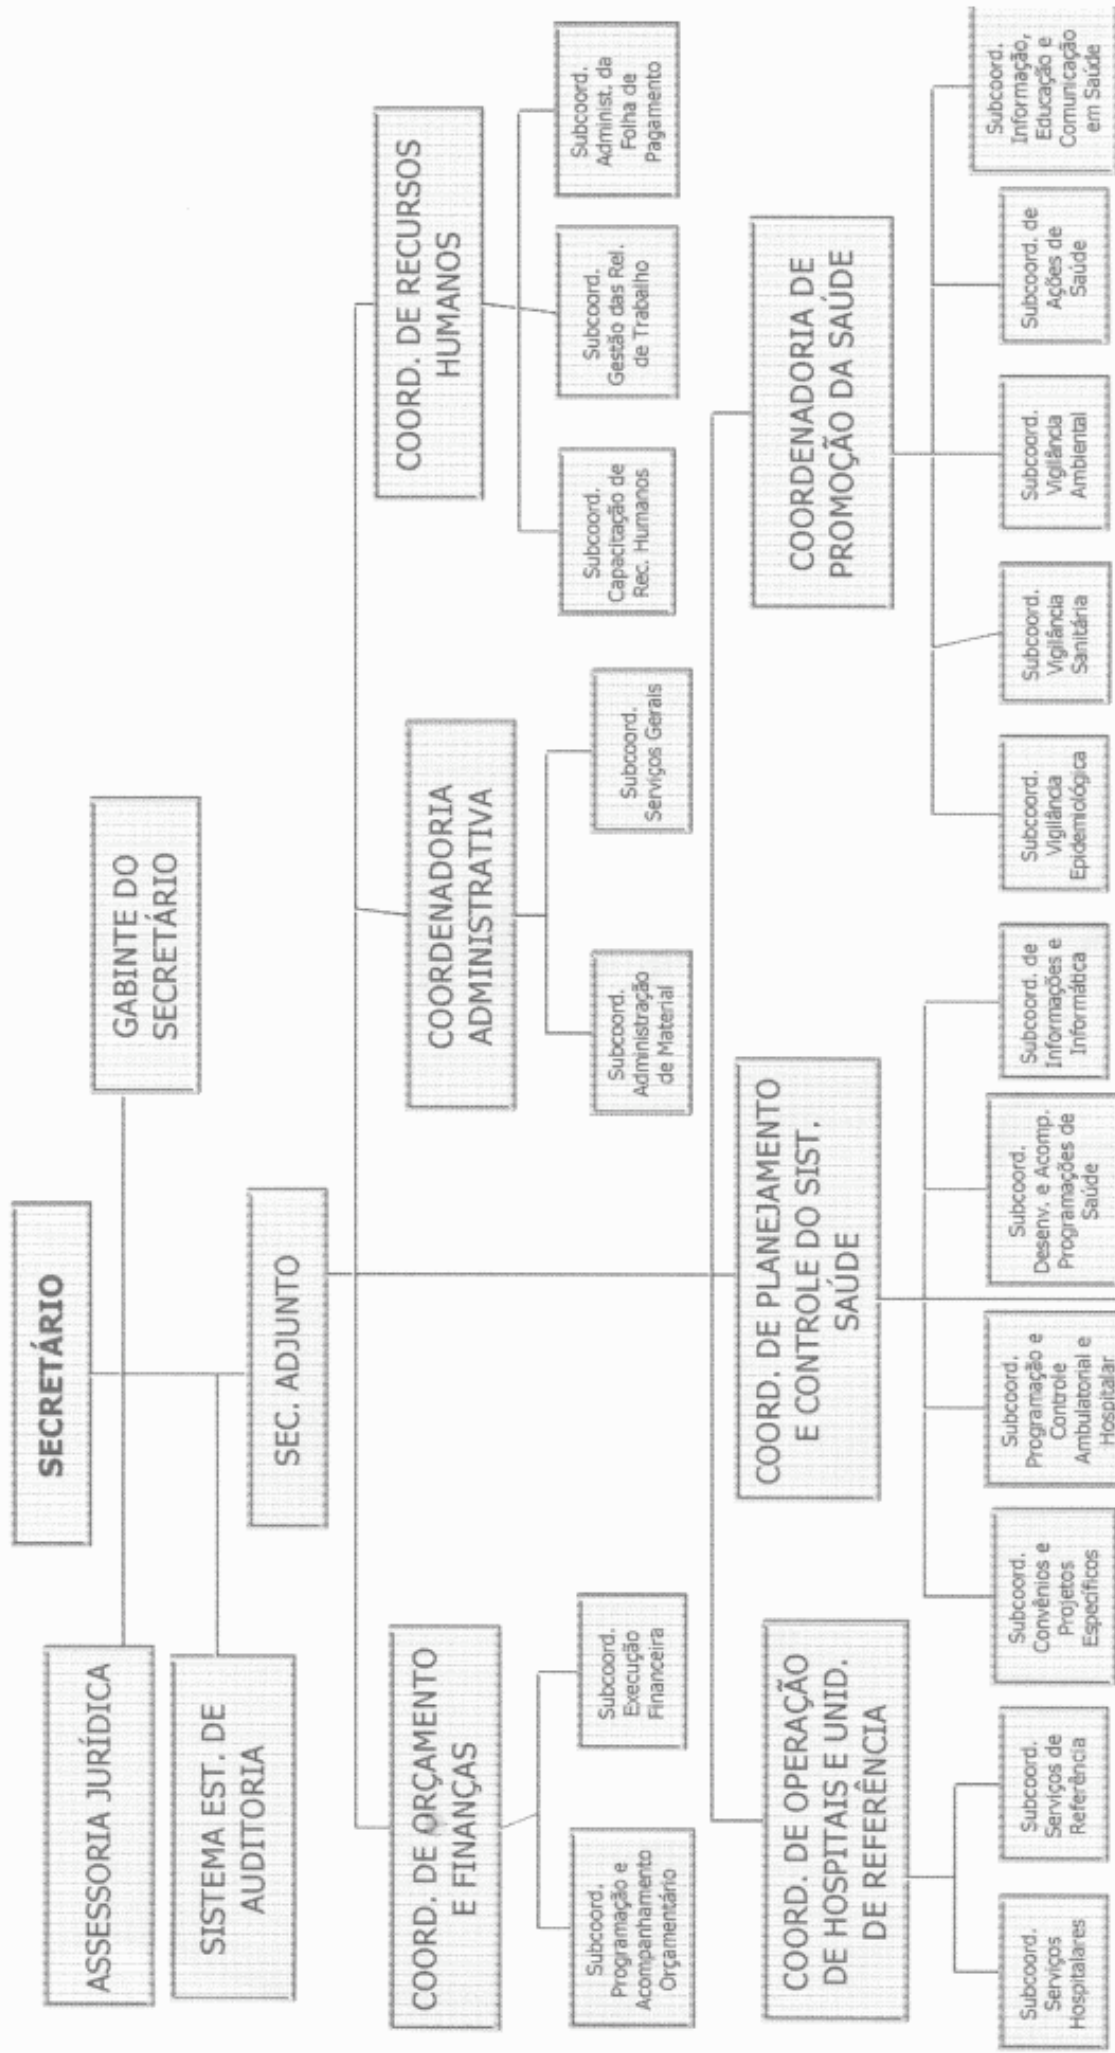 SECRETÁRIO
ASSESSORIA JURÍDICA
GABINTE DO
SECRETÁRIO
SISTEMA EST. DE
AUDITORIA
SEC. ADJUNTO
COORD. DE ORÇAMENTO
E FINANÇAS
COORDENADORIA
ADMINISTRATIVA
COORD. DE RECURSOS
HUMANOS
Subcoord.
Programação e
Acompanhamento
Orçamentário
Subcoord.
Execução
Financeira
Subcoord.
Administração
de Material
Subcoord.
Serviços Gerais
Subcoord.
Capacitação de
Rec. Humanos
Subcoord.
Gestão das Rel.
de Trabalho
Subcoord.
Administ. da
Folha de
Pagamento
COORD. DE OPERAÇÃO
DE HOSPITAIS E UNID.
DE REFERÊNCIA
COORD. DE PLANEJAMENTO
E CONTROLE DO SIST.
SAÚDE
COORDENADORIA DE
PROMOÇÃO DA SAÚDE
Subcoord.
Serviços
Hospitalares
Subcoord.
Serviços de
Referência
Subcoord.
Convênios e
Projetos
Específicos
Subcoord.
Programação e
Controle
Ambulatorial e
Hospitalar
Subcoord.
Desenv. e Acomp.
Programações de
Saúde
Subcoord. de
Informações e
Informática
Subcoord.
Vigilância
Epidemiológica
Subcoord.
Vigilância
Sanitária
Subcoord.
Vigilância
Ambiental
Subcoord. de
Ações de
Saúde
Subcoord.
Informação,
Educação e
Comunicação
em Saúde